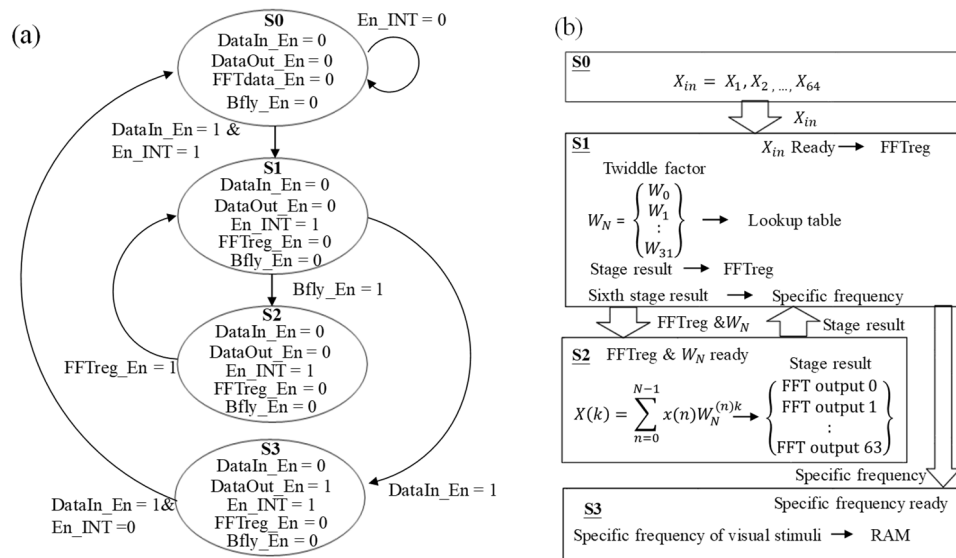 (a)
S0
DataIn_En = 0
DataOut_En = 0
FFTdata_En = 0
Bfly_En = 0
En_INT = 0
DataIn_En = 1 &
En_INT = 1
S1
DataIn_En = 0
DataOut_En = 0
En_INT = 1
FFTreg_En = 0
Bfly_En = 0
Bfly_En = 1
S2
DataIn_En = 0
DataOut_En = 0
En_INT = 1
FFTreg_En = 0
Bfly_En = 0
FFTreg_En = 1
S3
DataIn_En = 0
DataOut_En = 1
En_INT = 1
FFTreg_En = 0
Bfly_En = 0
DataIn_En = 1
DataIn_En = 1&
En_INT =0
(b)
S0
X_in = X_1, X_2 , ..., X_64
X_in
S1
X_in Ready → FFTreg
Twiddle factor
W_N = { W_0
W_1
:
W_31 } → Lookup table
Stage result → FFTreg
Sixth stage result → Specific frequency
FFTreg &W_N
Stage result
S2 FFTreg & W_N ready
Stage result
X(k) = ∑_{n=0}^{N−1} x(n)W_N^{(n)k} → { FFT output 0
FFT output 1
:
FFT output 63 }
Specific frequency
S3
Specific frequency ready
Specific frequency of visual stimuli → RAM